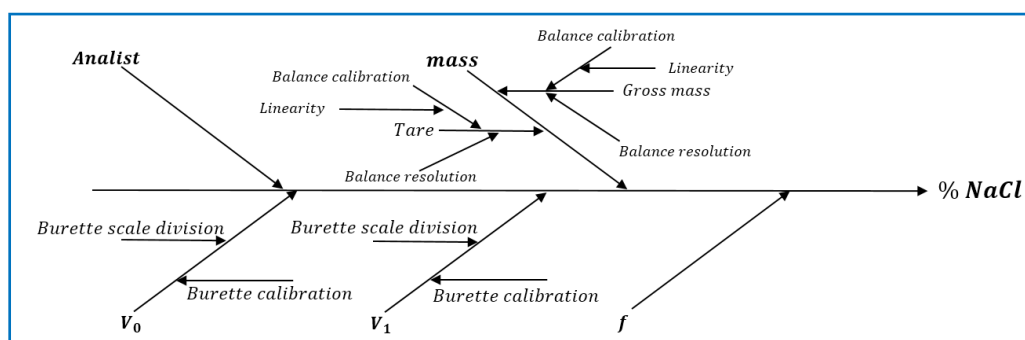 Balance calibration
Analist
mass
Linearity
Balance calibration
Gross mass
Linearity
Tare
Balance resolution
Balance resolution
% NaCl
Burette scale division
Burette scale division
Burette calibration
Burette calibration
V0
V1
f